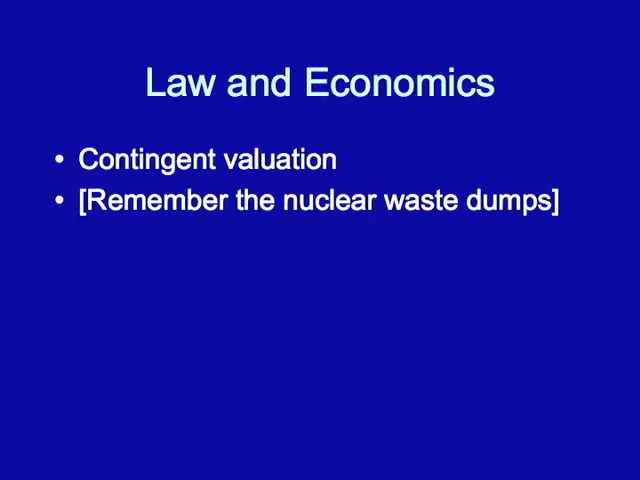 Law and Economics
• Contingent valuation
• [Remember the nuclear waste dumps]